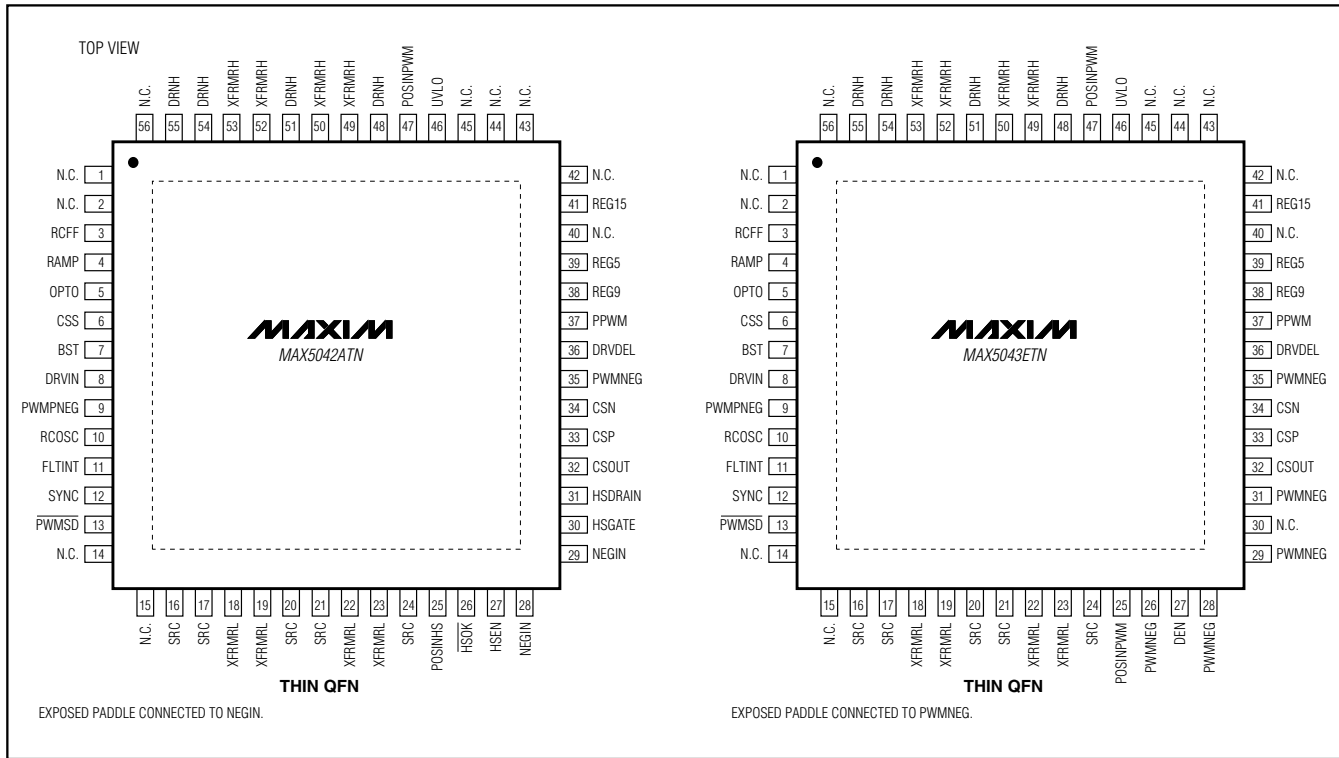 TOP VIEW
N.C. DRNH DRNH XFRMRH XFRMRH DRNH XFRMRH XFRMRH DRNH POSINPWM UVLO N.C. N.C. N.C.
56 55 54 53 52 51 50 49 48 47 46 45 44 43
N.C. 1
N.C. 2
RCFF 3
RAMP 4
OPTO 5
CSS 6
BST 7
DRVIN 8
PWMPNEG 9
RCOSC 10
FLTINT 11
SYNC 12
PWMSD 13
N.C. 14
MAXIM
MAX5042ATN
42 N.C.
41 REG15
40 N.C.
39 REG5
38 REG9
37 PPWM
36 DRVDEL
35 PWMNEG
34 CSN
33 CSP
32 CSOUT
31 HSDRAIN
30 HSGATE
29 NEGIN
15 16 17 18 19 20 21 22 23 24 25 26 27 28
N.C. SRC SRC XFRMRL XFRMRL SRC SRC XFRMRL XFRMRL SRC POSINHS HSOK HSEN NEGIN
THIN QFN
EXPOSED PADDLE CONNECTED TO NEGIN.
N.C. DRNH DRNH XFRMRH XFRMRH DRNH XFRMRH XFRMRH DRNH POSINPWM UVLO N.C. N.C. N.C.
56 55 54 53 52 51 50 49 48 47 46 45 44 43
N.C. 1
N.C. 2
RCFF 3
RAMP 4
OPTO 5
CSS 6
BST 7
DRVIN 8
PWMPNEG 9
RCOSC 10
FLTINT 11
SYNC 12
PWMSD 13
N.C. 14
MAXIM
MAX5043ETN
42 N.C.
41 REG15
40 N.C.
39 REG5
38 REG9
37 PPWM
36 DRVDEL
35 PWMNEG
34 CSN
33 CSP
32 CSOUT
31 PWMNEG
30 N.C.
29 PWMNEG
15 16 17 18 19 20 21 22 23 24 25 26 27 28
N.C. SRC SRC XFRMRL XFRMRL SRC SRC XFRMRL XFRMRL SRC POSINPWM PWMNEG DEN PWMNEG
THIN QFN
EXPOSED PADDLE CONNECTED TO PWMNEG.